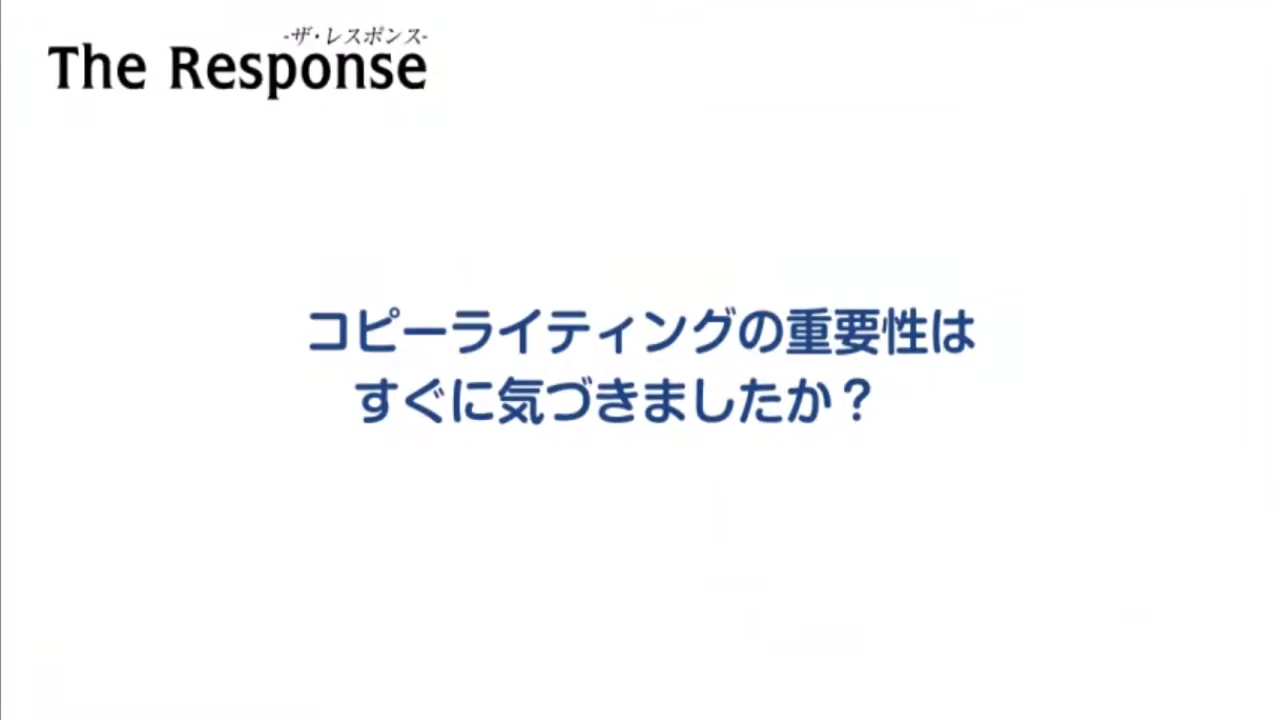 -ザ・レスポンス-
The Response
コピーライティングの重要性は
すぐに気づきましたか？